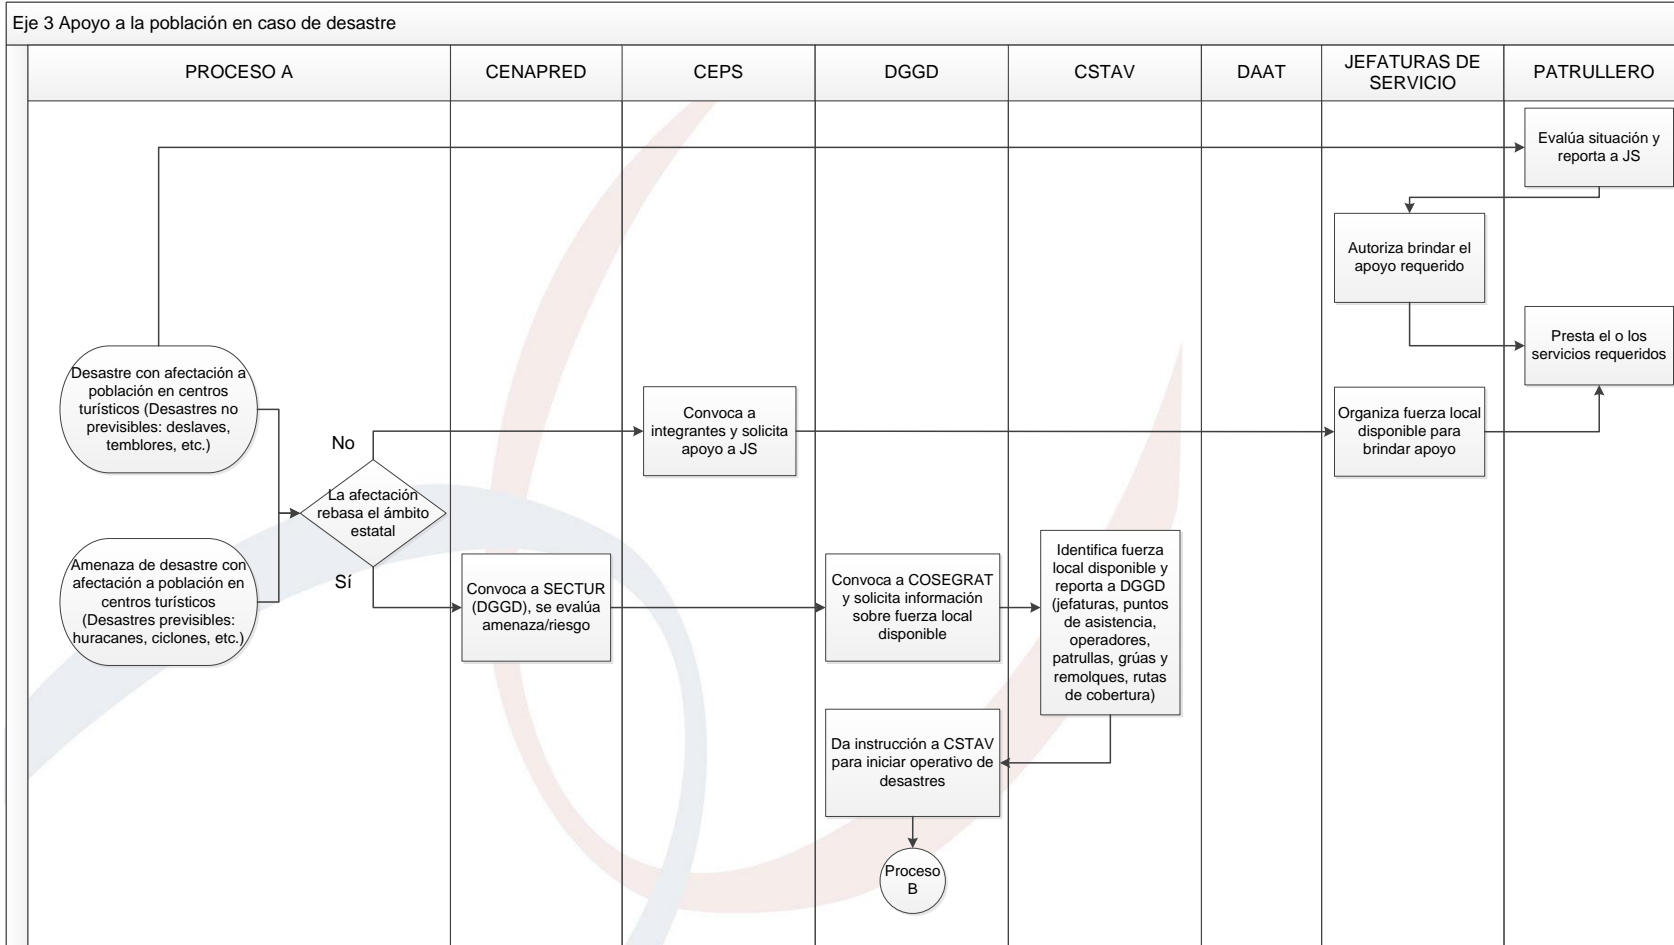 Eje 3 Apoyo a la población en caso de desastre
PROCESO A
CENAPRED
CEPS
DGGD
CSTAV
DAAT
JEFATURAS DE
SERVICIO
PATRULLERO
Evalúa situación y
reporta a JS
Autoriza brindar el
apoyo requerido
Presta el o los
servicios requeridos
Desastre con afectación a
población en centros
turísticos (Desastres no
previsibles: deslaves,
temblores, etc.)
No
Convoca a
integrantes y solicita
apoyo a JS
Organiza fuerza local
disponible para
brindar apoyo
La afectación
rebasa el ámbito
estatal
Sí
Amenaza de desastre con
afectación a población en
centros turísticos
(Desastres previsibles:
huracanes, ciclones, etc.)
Convoca a SECTUR
(DGGD), se evalúa
amenaza/riesgo
Convoca a COSEGRAT
y solicita información
sobre fuerza local
disponible
Identifica fuerza
local disponible y
reporta a DGGD
(jefaturas, puntos
de asistencia,
operadores,
patrullas, grúas y
remolques, rutas
de cobertura)
Da instrucción a CSTAV
para iniciar operativo de
desastres
Proceso
B